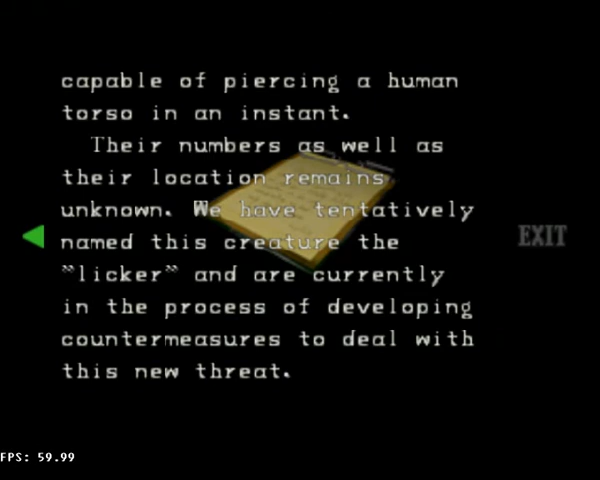 capable of piercing a human
torso in an instant.
Their numbers as well as
their location remains
unknown. We have tentatively
named this creature the
"licker" and are currently
in the process of developing
countermeasures to deal with
this new threat.
EXIT
FPS: 59.99